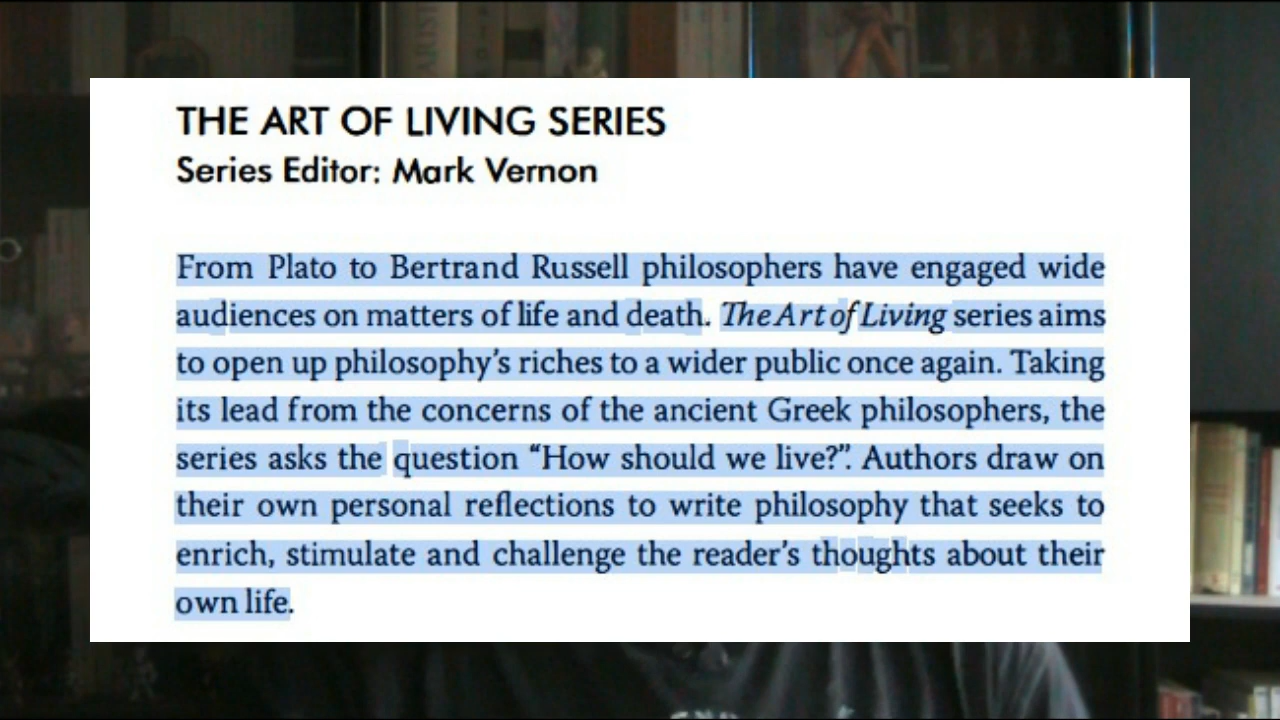 THE ART OF LIVING SERIES
Series Editor: Mark Vernon
From Plato to Bertrand Russell philosophers have engaged wide
audiences on matters of life and death. The Art of Living series aims
to open up philosophy’s riches to a wider public once again. Taking
its lead from the concerns of the ancient Greek philosophers, the
series asks the question “How should we live?”. Authors draw on
their own personal reflections to write philosophy that seeks to
enrich, stimulate and challenge the reader’s thoughts about their
own life.